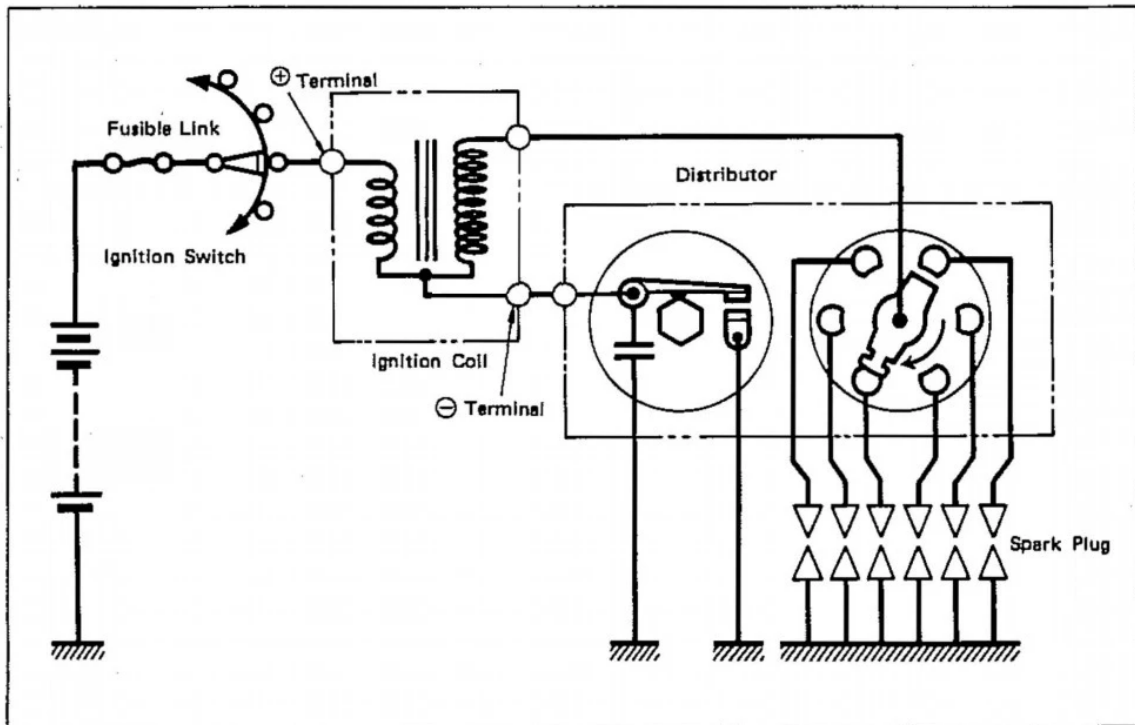 ⊕ Terminal
Fusible Link
Ignition Switch
Distributor
Ignition Coil
⊖ Terminal
Spark Plug